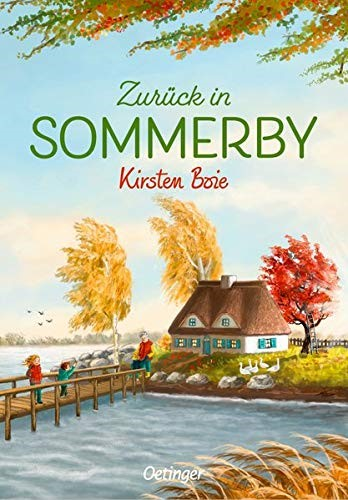 Zurück in
SOMMERBY
Kirsten Boie
Oetinger